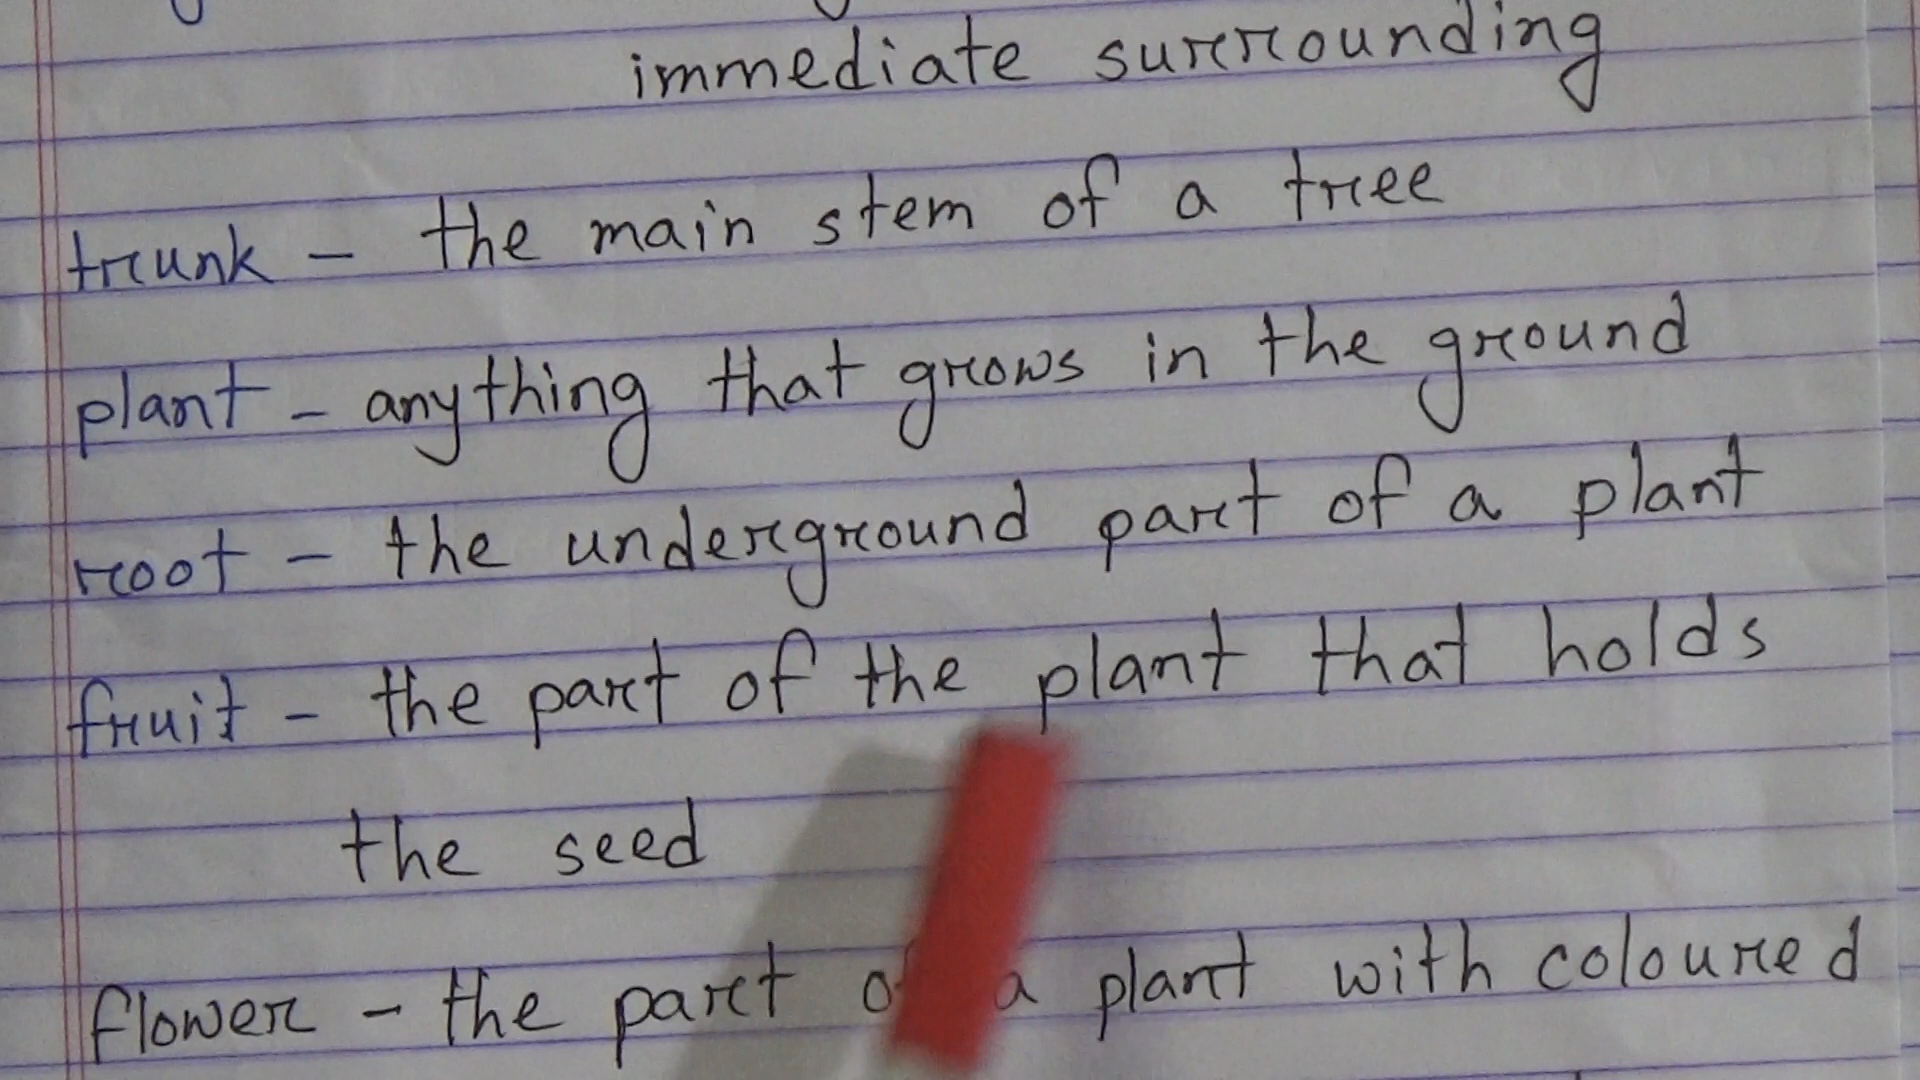 immediate surrounding
trunk - the main stem of a tree
plant - anything that grows in the ground
root - the underground part of a plant
fruit - the part of the plant that holds
the seed
flower - the part of a plant with coloured